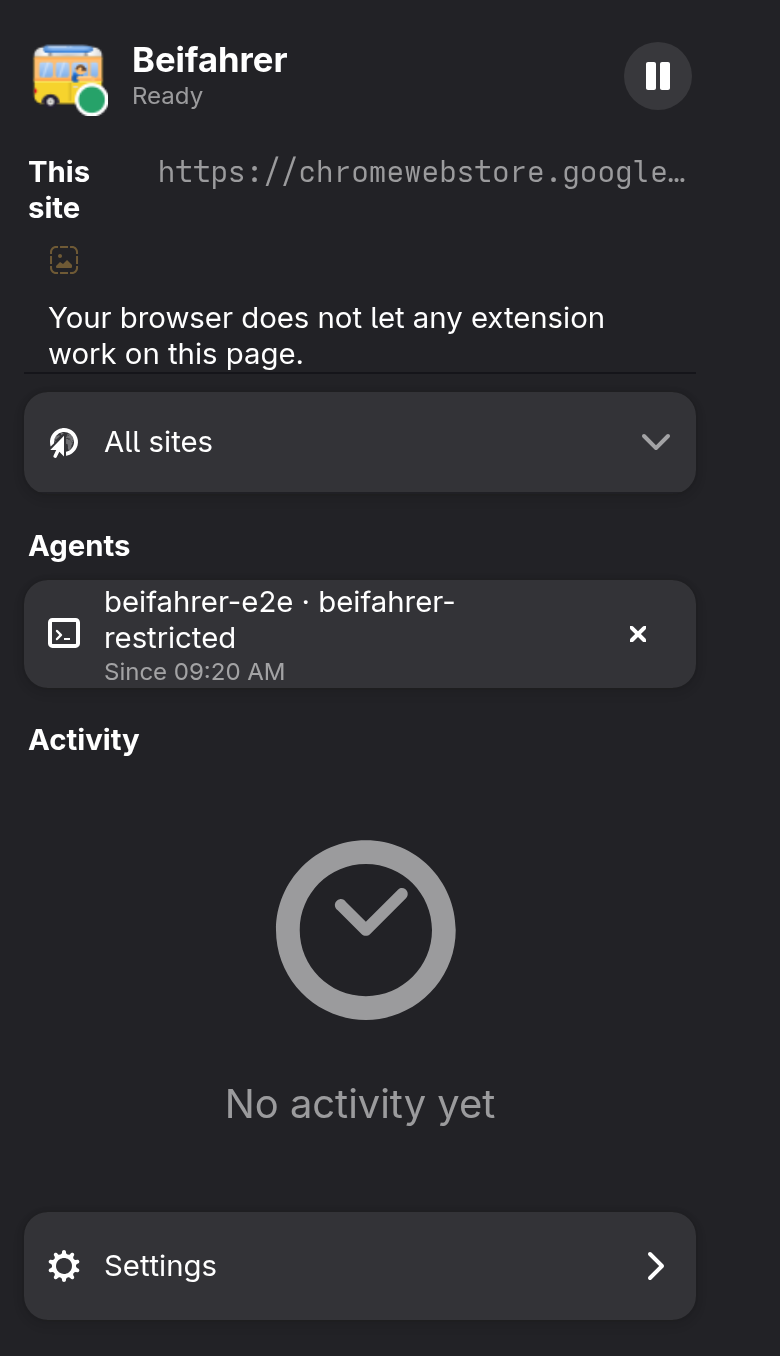 Beifahrer
Ready
This
site
https://chromewebstore.google…
Your browser does not let any extension
work on this page.
All sites
Agents
beifahrer-e2e · beifahrer-
restricted
Since 09:20 AM
Activity
No activity yet
Settings